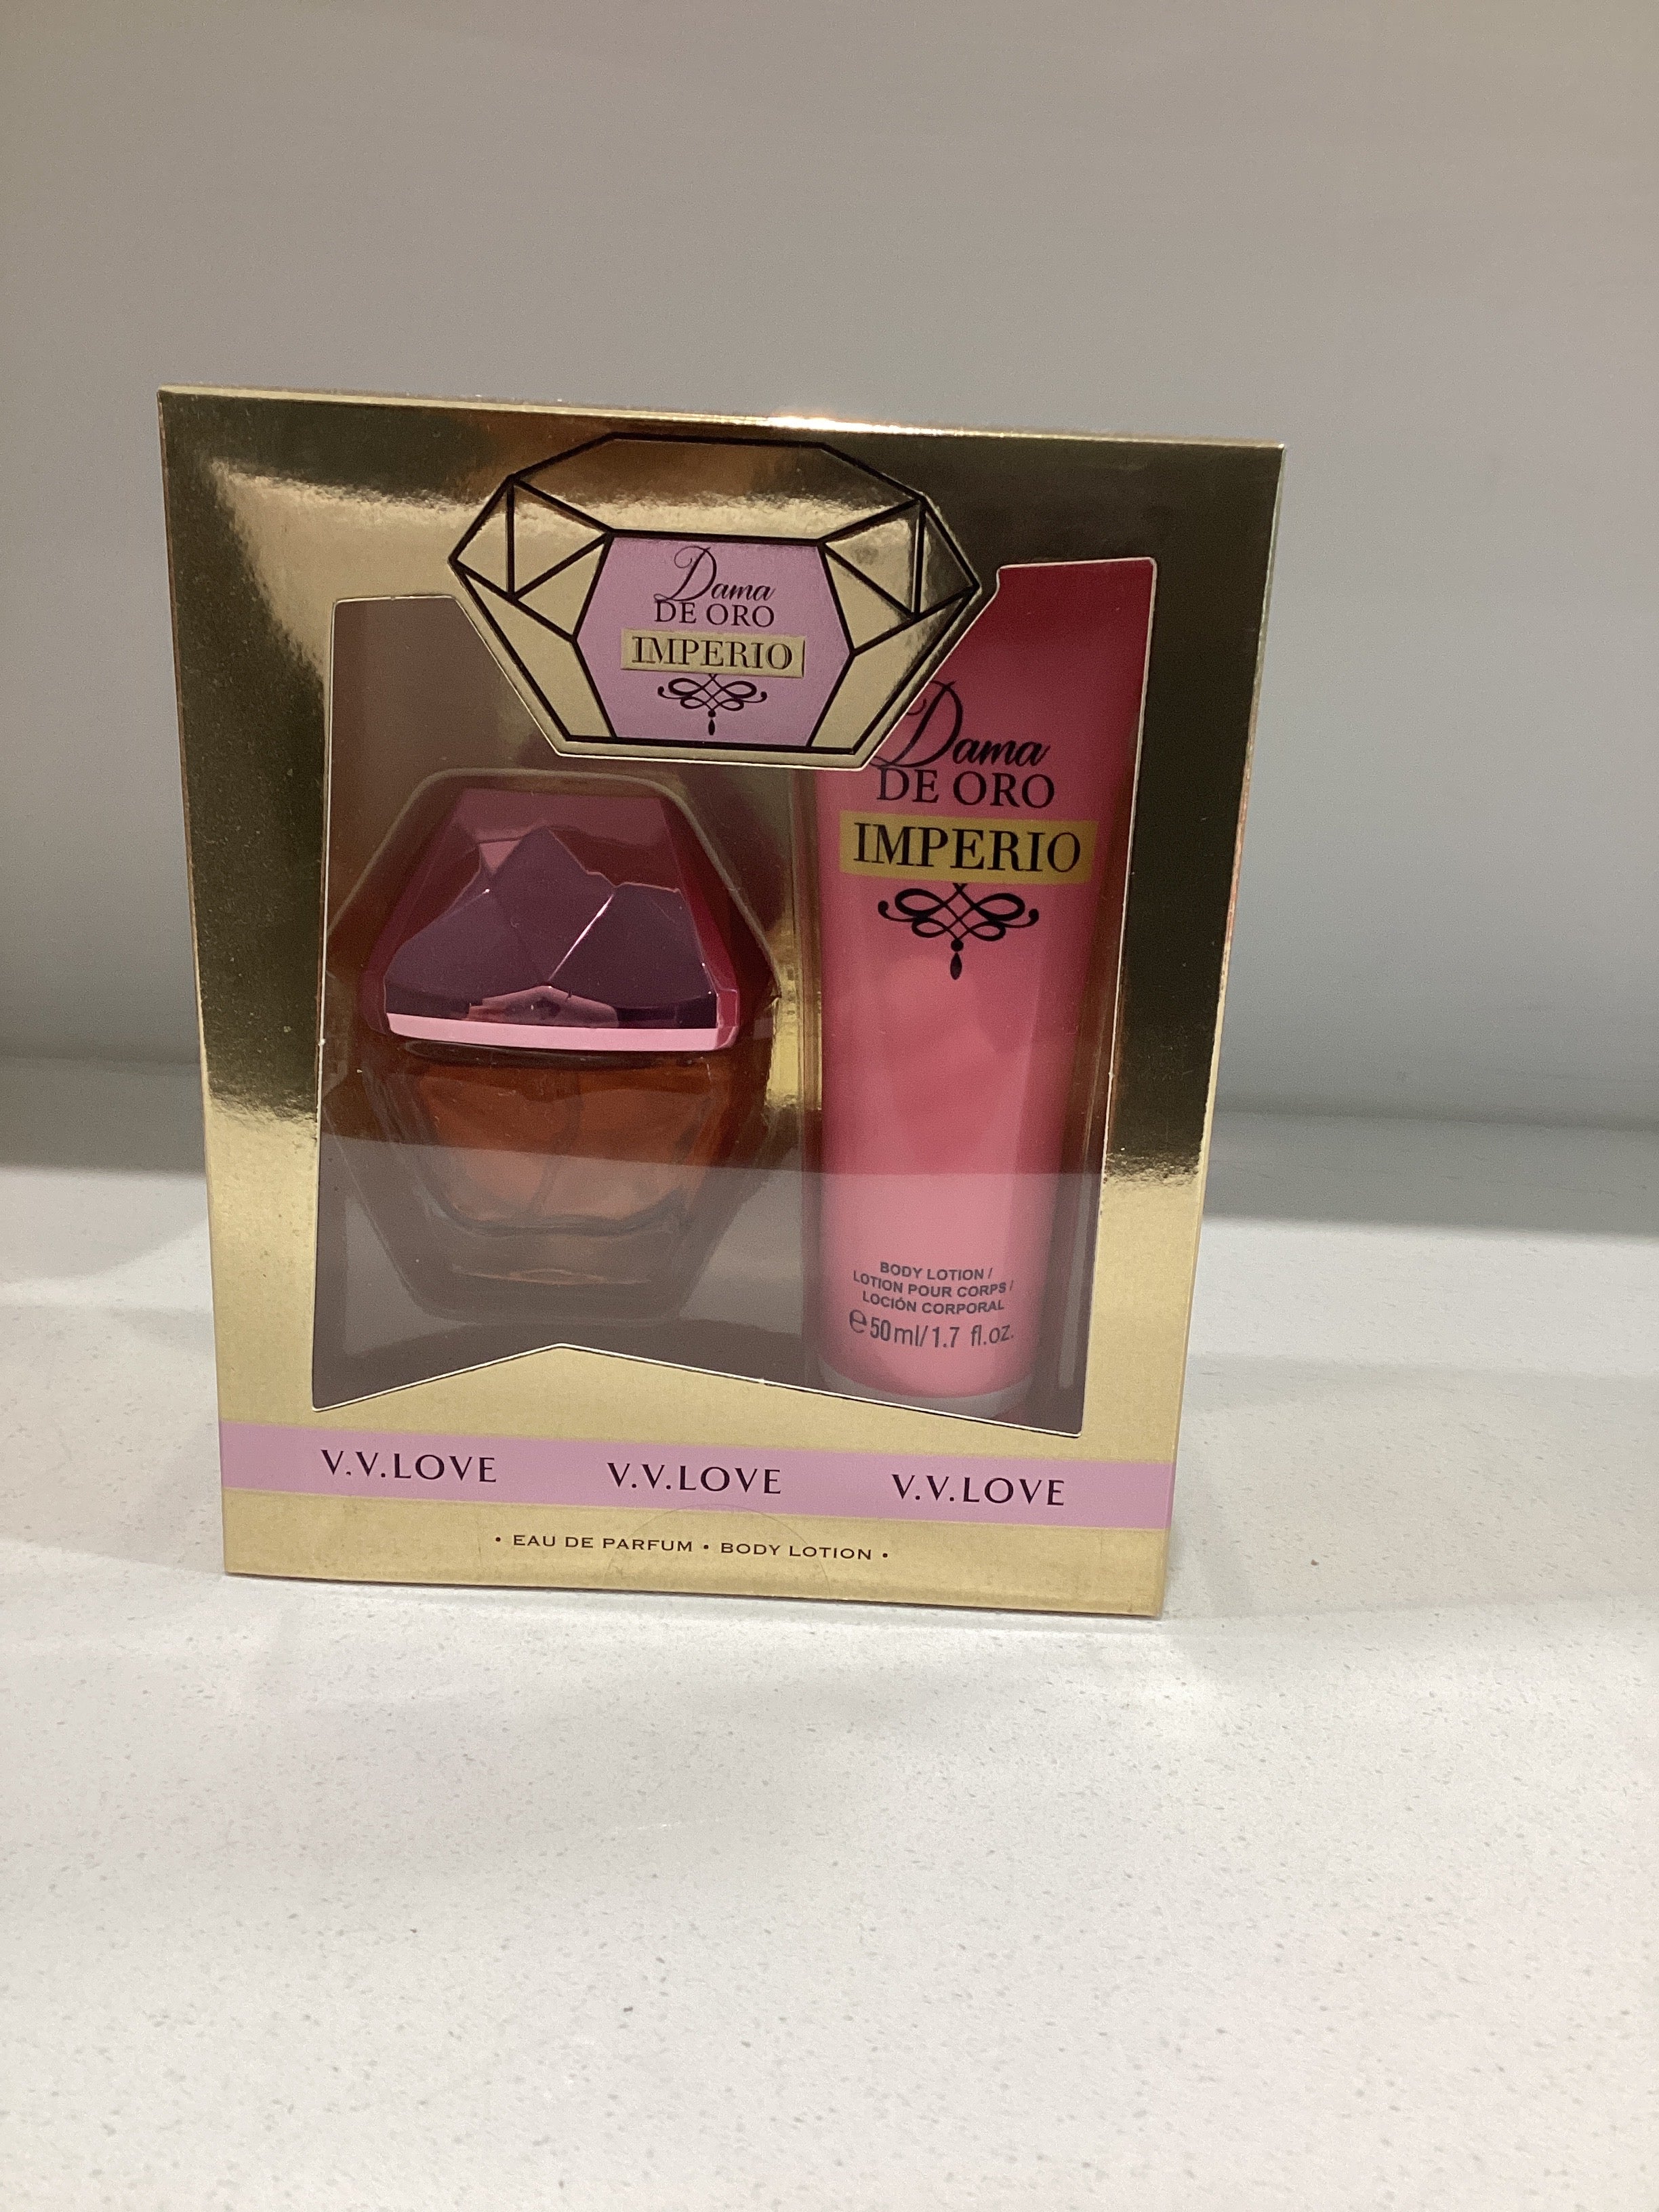 Dama
DE ORO
IMPERIO
Dama
DE ORO
IMPERIO
BODY LOTION /
LOTION POUR CORPS /
LOCIÓN CORPORAL
℮50ml/1.7 fl.oz.
V.V.LOVE V.V.LOVE V.V.LOVE
• EAU DE PARFUM • BODY LOTION •